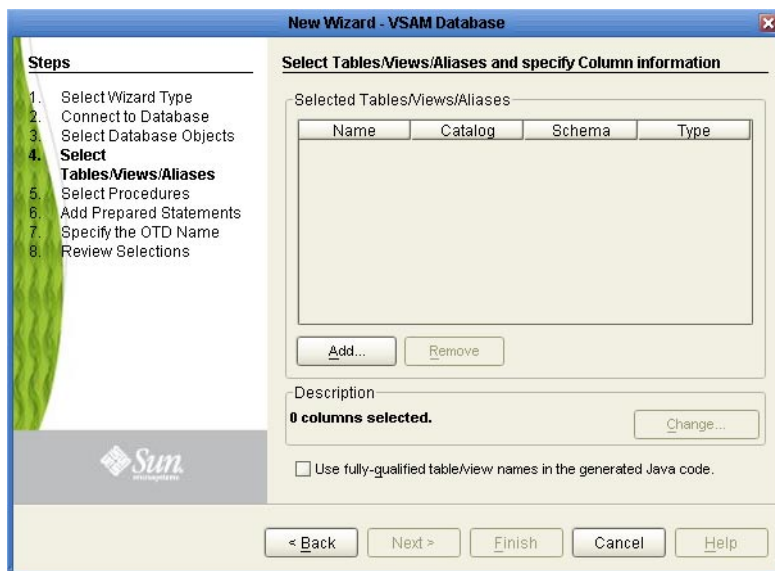 New Wizard - VSAM Database
Steps
1. Select Wizard Type
2. Connect to Database
3. Select Database Objects
4. Select
Tables/Views/Aliases
5. Select Procedures
6. Add Prepared Statements
7. Specify the OTD Name
8. Review Selections
Sun
microsystems
Select Tables/Views/Aliases and specify Column information
Selected Tables/Views/Aliases
Name Catalog Schema Type
Add... Remove
Description
0 columns selected.
Change...
Use fully-qualified table/view names in the generated Java code.
< Back Next > Finish Cancel Help